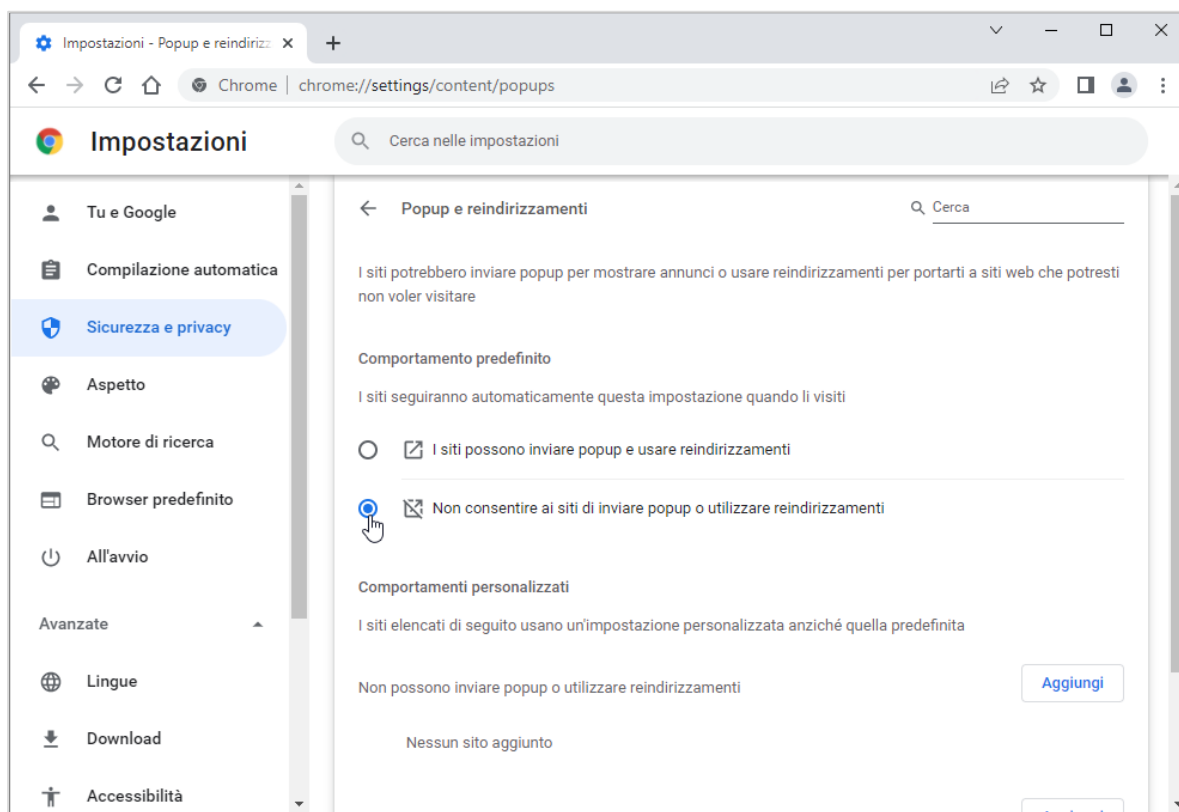 Impostazioni - Popup e reindirizz
Chrome | chrome://settings/content/popups
Impostazioni
Cerca nelle impostazioni
Tu e Google
Compilazione automatica
Sicurezza e privacy
Aspetto
Motore di ricerca
Browser predefinito
All'avvio
Avanzate
Lingue
Download
Accessibilità
Popup e reindirizzamenti
Cerca
I siti potrebbero inviare popup per mostrare annunci o usare reindirizzamenti per portarti a siti web che potresti
non voler visitare
Comportamento predefinito
I siti seguiranno automaticamente questa impostazione quando li visiti
I siti possono inviare popup e usare reindirizzamenti
Non consentire ai siti di inviare popup o utilizzare reindirizzamenti
Comportamenti personalizzati
I siti elencati di seguito usano un'impostazione personalizzata anziché quella predefinita
Non possono inviare popup o utilizzare reindirizzamenti
Aggiungi
Nessun sito aggiunto